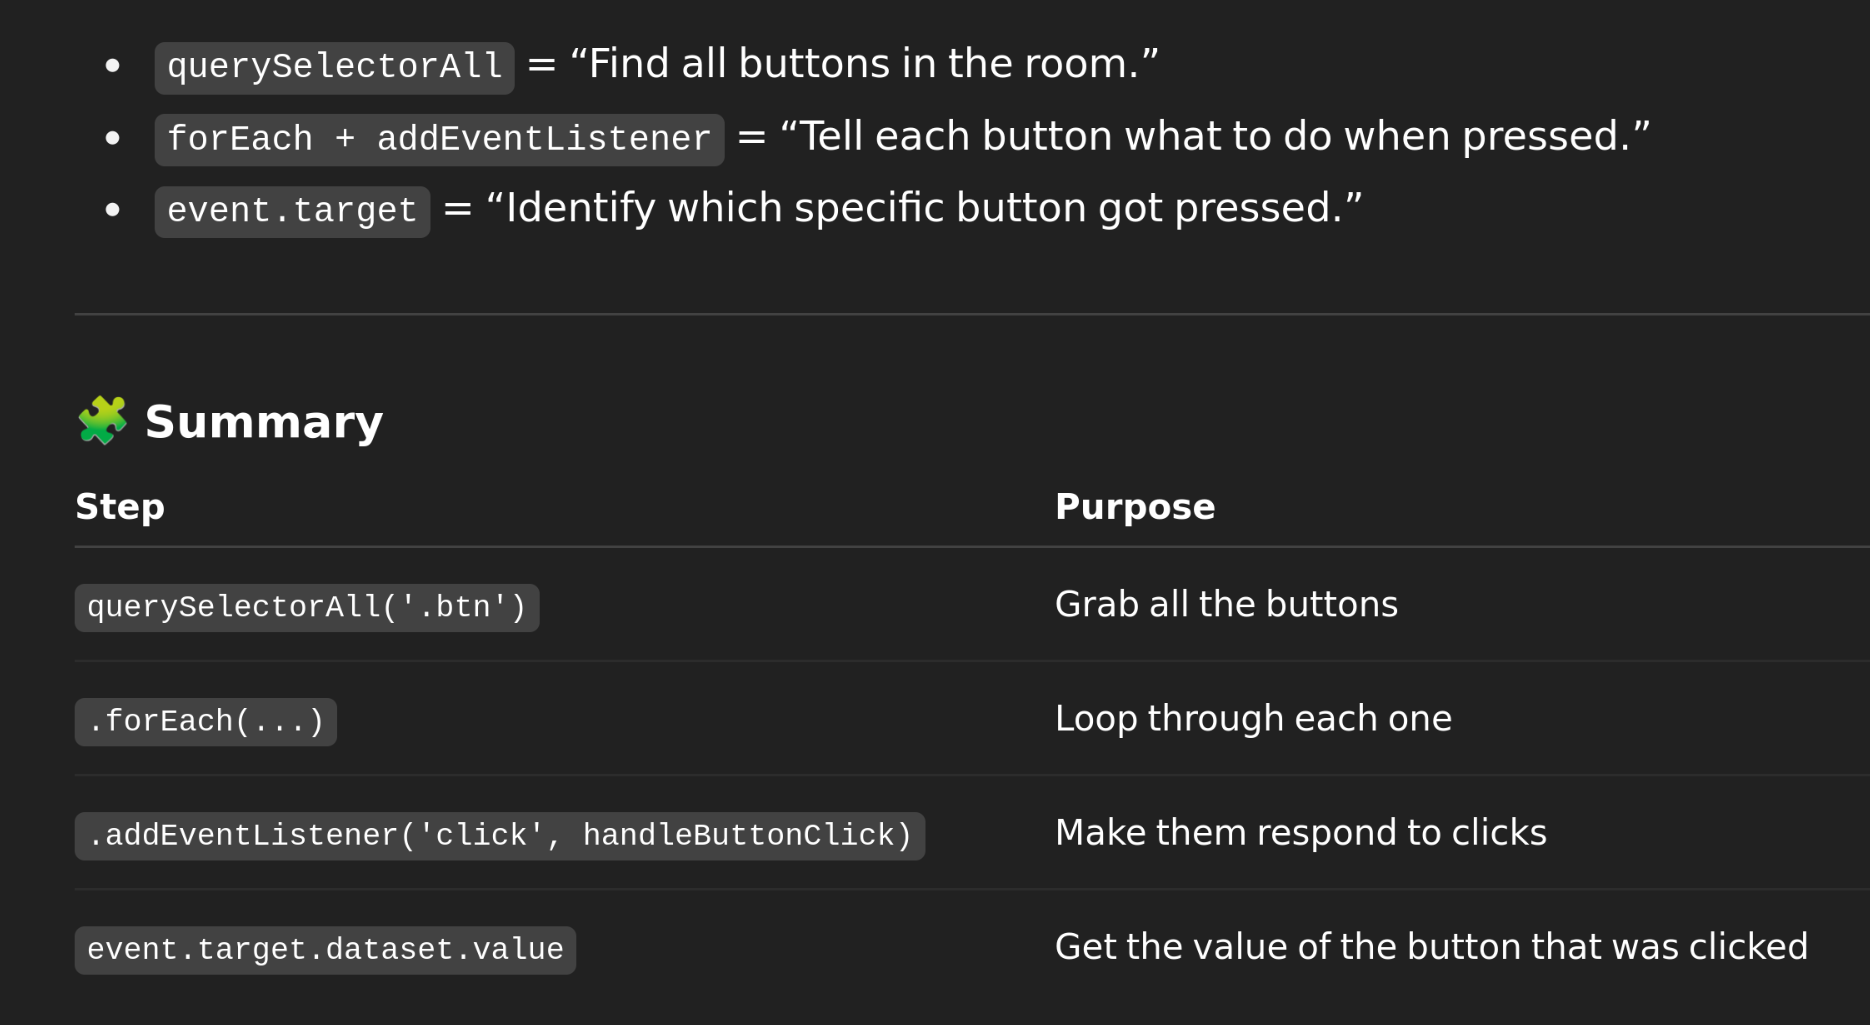 • querySelectorAll = “Find all buttons in the room.”
• forEach + addEventListener = “Tell each button what to do when pressed.”
• event.target = “Identify which specific button got pressed.”
🧩 Summary
Step Purpose
querySelectorAll('.btn') Grab all the buttons
.forEach(...) Loop through each one
.addEventListener('click', handleButtonClick) Make them respond to clicks
event.target.dataset.value Get the value of the button that was clicked